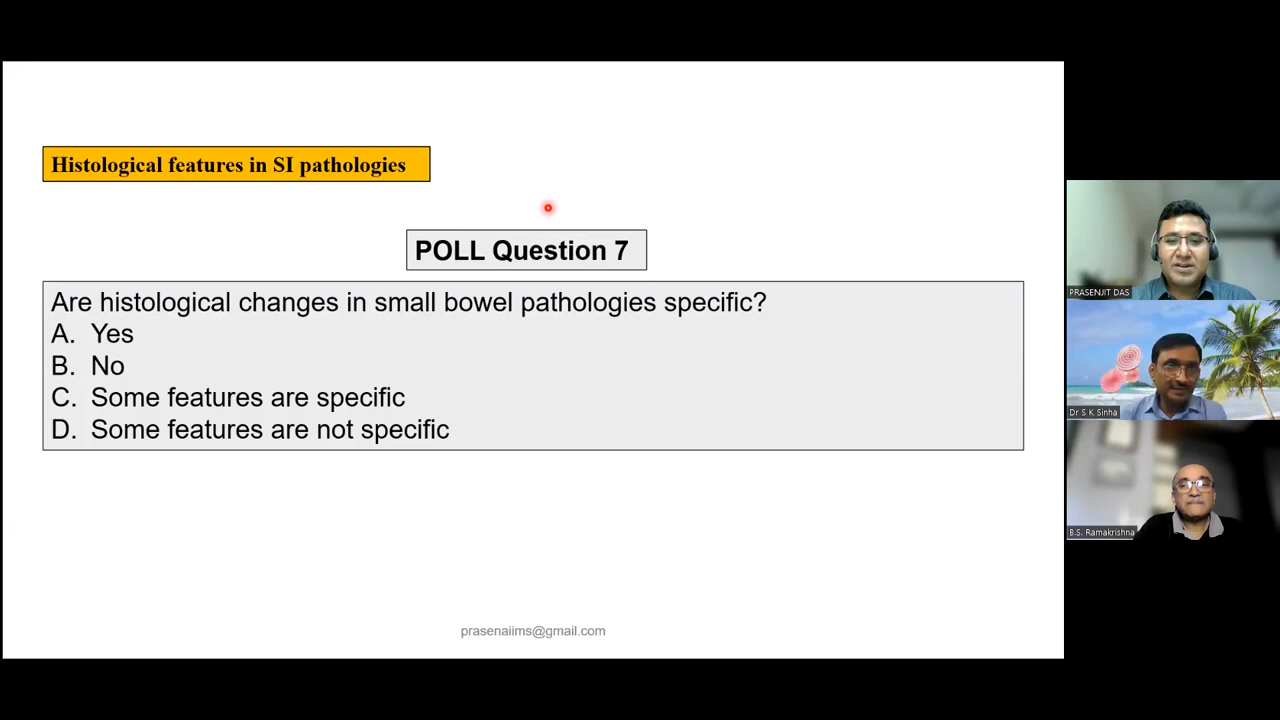 Histological features in SI pathologies
POLL Question 7
Are histological changes in small bowel pathologies specific?
A. Yes
B. No
C. Some features are specific
D. Some features are not specific
prasenaiims@gmail.com
PRASENJIT DAS
Dr S K Sinha
B.S. Ramakrishna